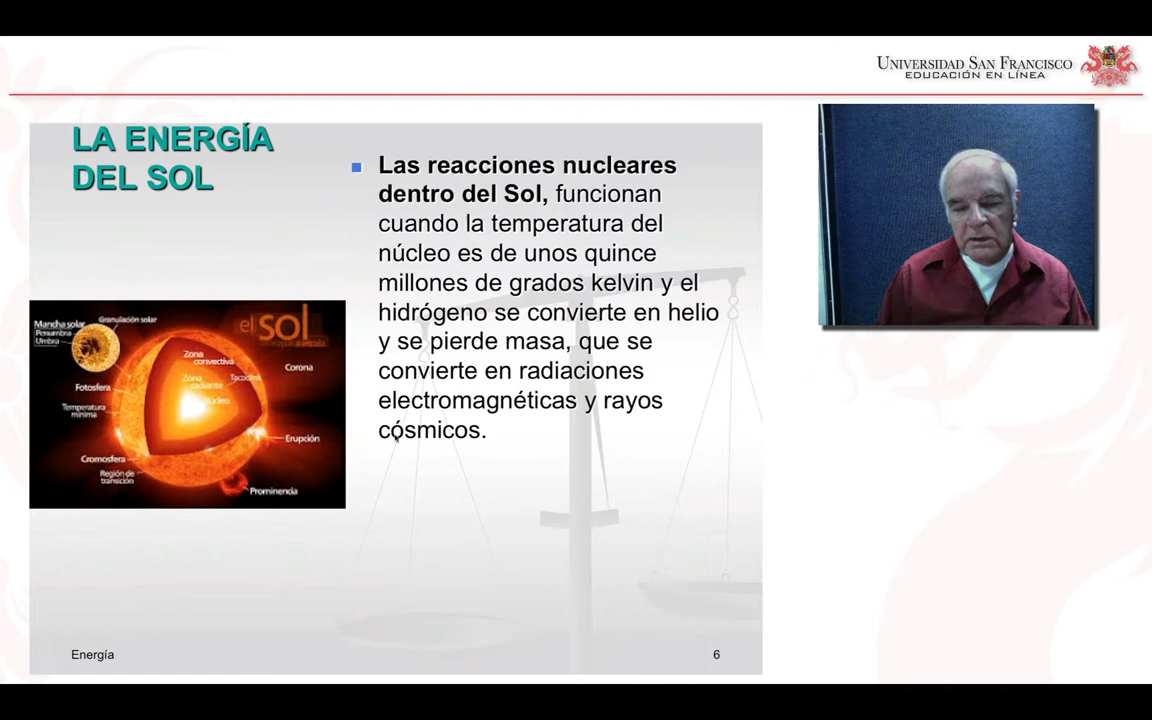 UNIVERSIDAD SAN FRANCISCO
EDUCACIÓN EN LÍNEA
LA ENERGÍA
DEL SOL
Las reacciones nucleares
dentro del Sol, funcionan
cuando la temperatura del
núcleo es de unos quince
millones de grados kelvin y el
hidrógeno se convierte en helio
y se pierde masa, que se
convierte en radiaciones
electromagnéticas y rayos
cósmicos.
el sol
Mancha solar
Penumbra
Umbra
Granulación solar
Zona
convectiva
Zona
radiante
Tacoclina
Núcleo
Corona
Fotosfera
Temperatura
mínima
Erupción
Cromosfera
Región de
transición
Prominencia
Energía
6